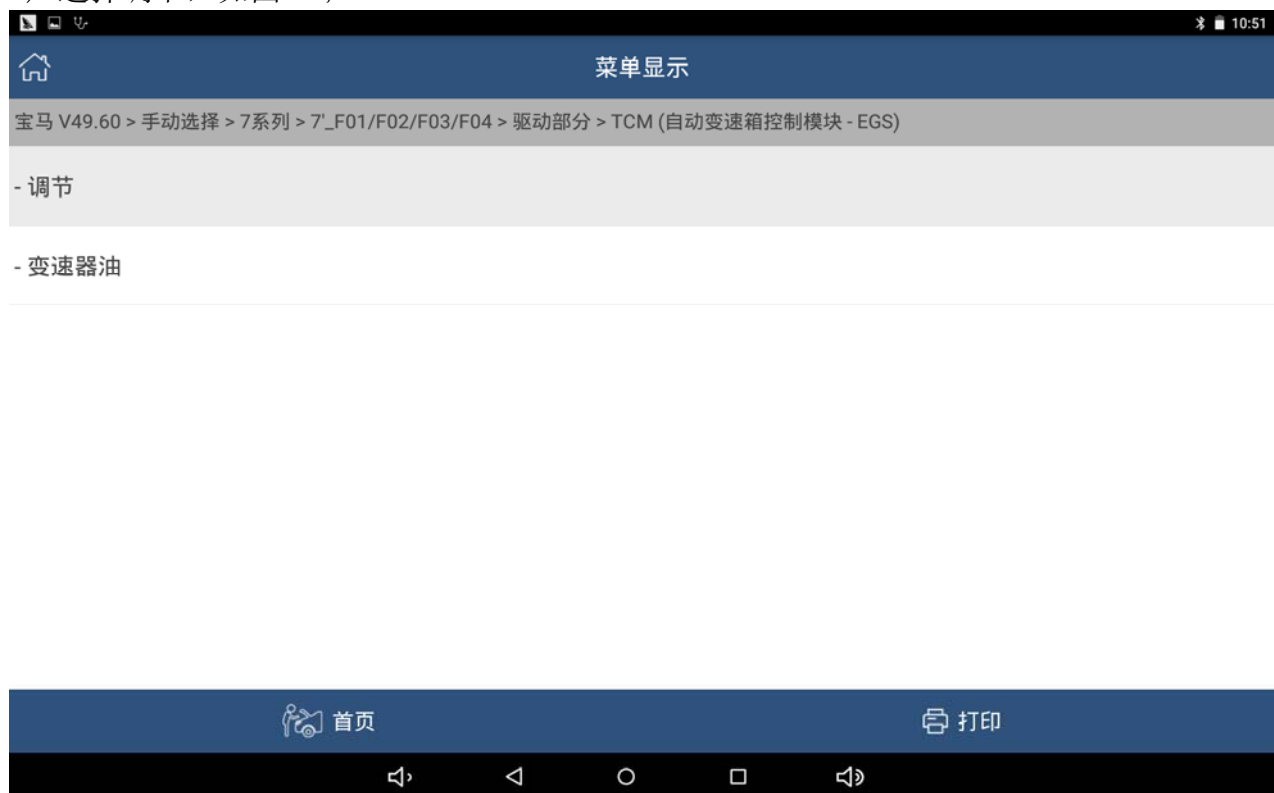 10:51
菜单显示
宝马 V49.60 > 手动选择 > 7系列 > 7'_F01/F02/F03/F04 > 驱动部分 > TCM (自动变速箱控制模块 - EGS)
- 调节
- 变速器油
首页
打印